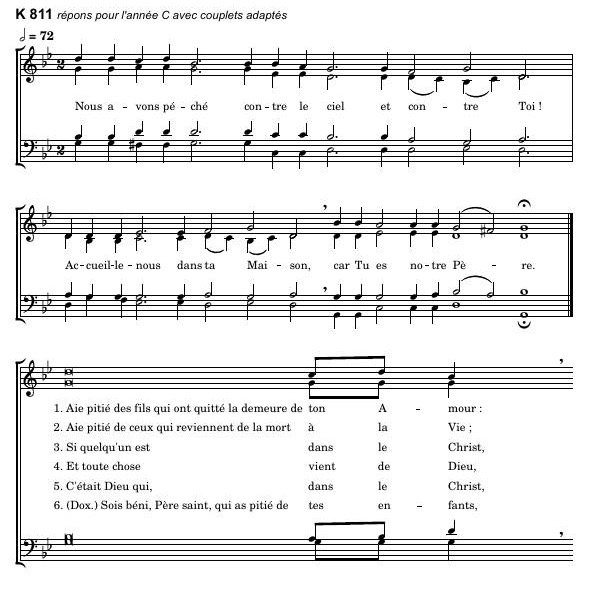 K 811 répons pour l'année C avec couplets adaptés
𝅗𝅥 = 72
Nous a - vons pé - ché con - tre le ciel et con - tre Toi !
Ac - cueil - le - nous dans ta Mai - son, car Tu es no - tre Pè - re.
1. Aie pitié des fils qui ont quitté la demeure de ton A - mour :
2. Aie pitié de ceux qui reviennent de la mort à la Vie ;
3. Si quelqu'un est dans le Christ,
4. Et toute chose vient de Dieu,
5. C'était Dieu qui, dans le Christ,
6. (Dox.) Sois béni, Père saint, qui as pitié de tes en - fants,